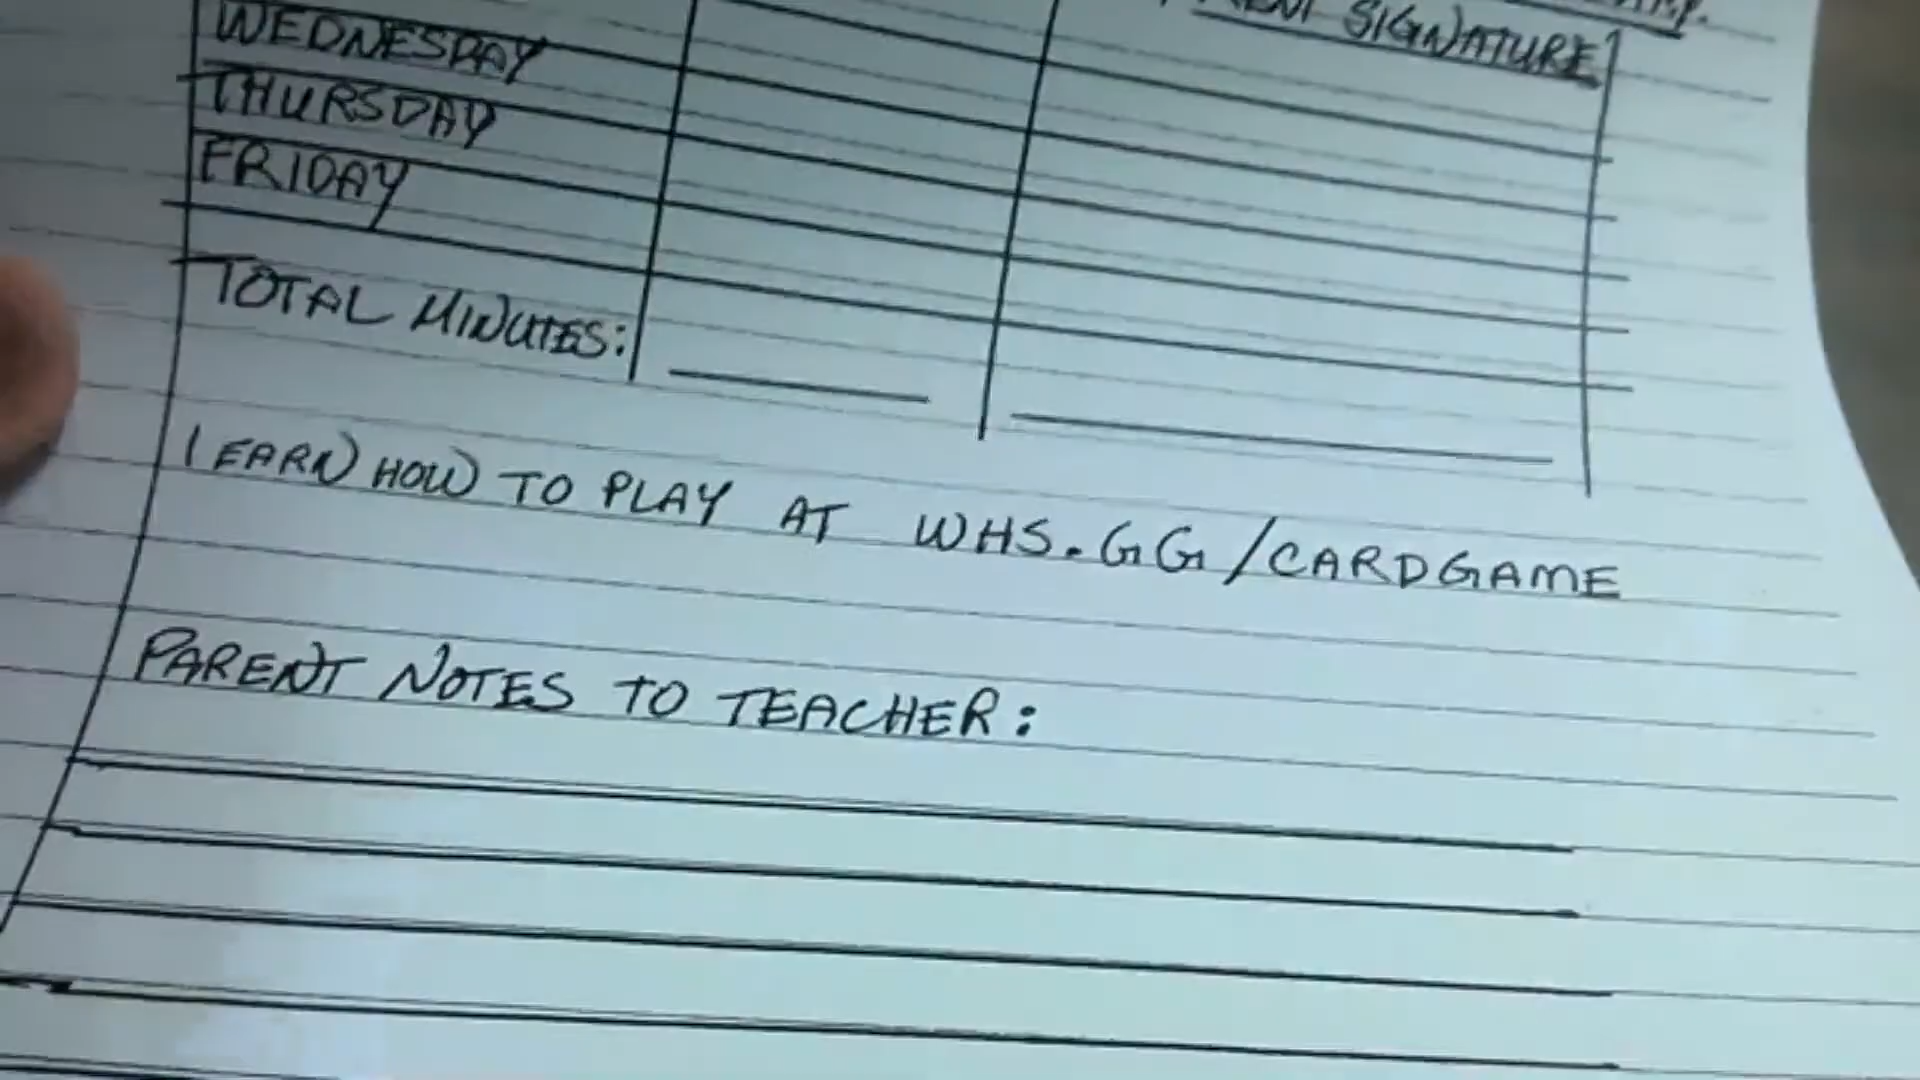 SIGNATURE
WEDNESDAY
THURSDAY
FRIDAY
TOTAL MINUTES:
LEARN HOW TO PLAY AT WHS.GG/CARDGAME
PARENT NOTES TO TEACHER: